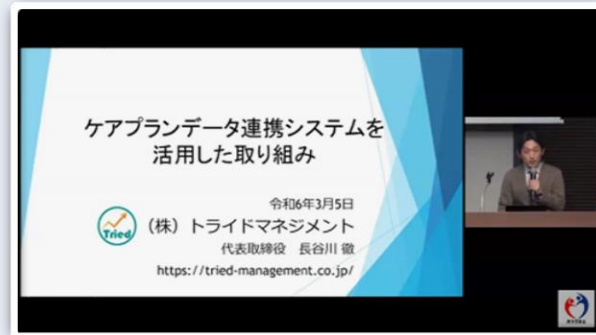 ケアプランデータ連携システムを
活用した取り組み
令和6年3月5日
Tried
(株)トライドマネジメント
代表取締役 長谷川 徹
https://tried-management.co.jp/